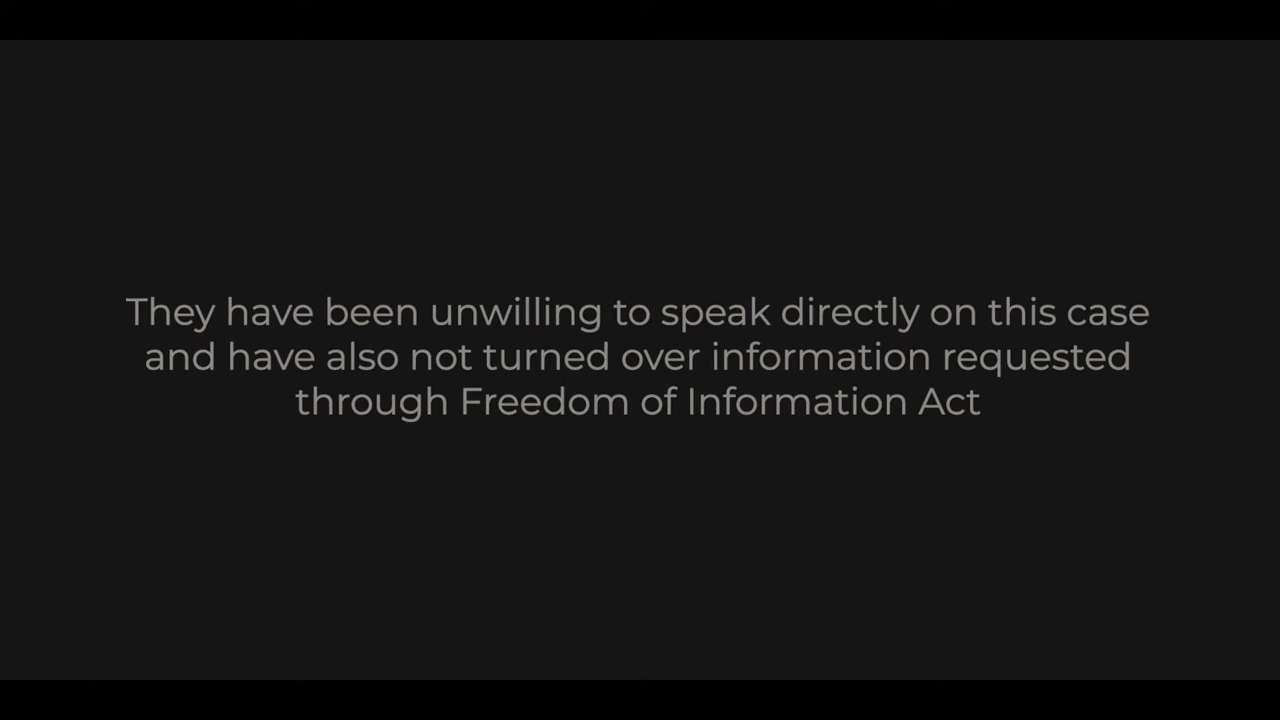 They have been unwilling to speak directly on this case
and have also not turned over information requested
through Freedom of Information Act